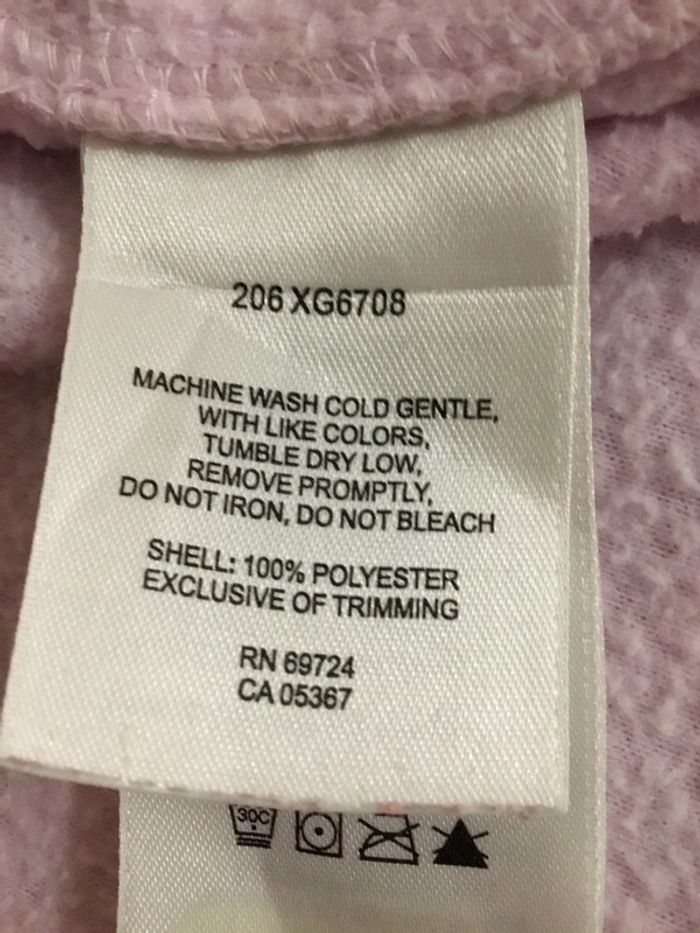 206 XG6708
MACHINE WASH COLD GENTLE,
WITH LIKE COLORS,
TUMBLE DRY LOW,
REMOVE PROMPTLY,
DO NOT IRON, DO NOT BLEACH
SHELL: 100% POLYESTER
EXCLUSIVE OF TRIMMING
RN 69724
CA 05367
30C